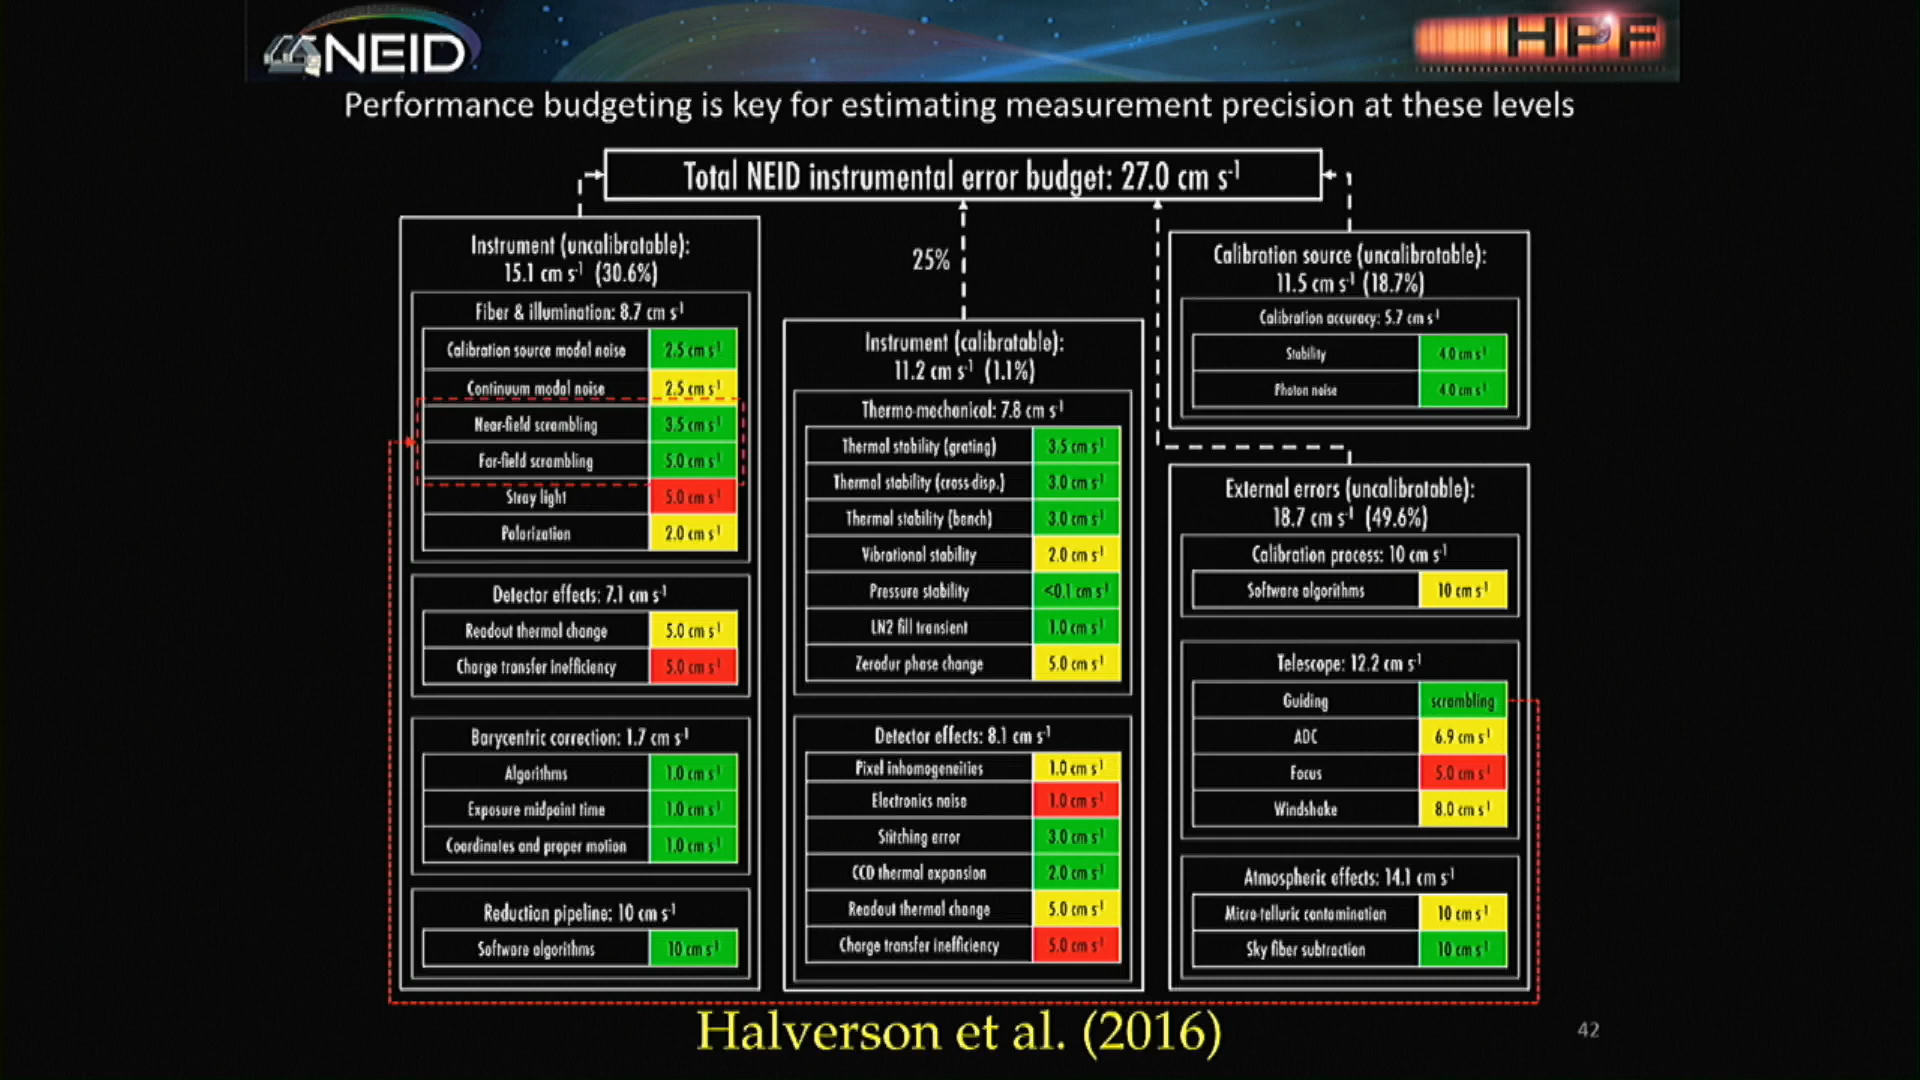 NEID
HPF
Performance budgeting is key for estimating measurement precision at these levels
Total NEID instrumental error budget: 27.0 cm s-1
Instrument (uncalibratable):
15.1 cm s-1 (30.6%)
Fiber & illumination: 8.7 cm s-1
Calibration source modal noise 2.5 cm s-1
Continuum modal noise 2.5 cm s-1
Near-field scrambling 3.5 cm s-1
Far-field scrambling 5.0 cm s-1
Stray light 5.0 cm s-1
Polarization 2.0 cm s-1
Detector effects: 7.1 cm s-1
Readout thermal change 5.0 cm s-1
Charge transfer inefficiency 5.0 cm s-1
Barycentric correction: 1.7 cm s-1
Algorithms 1.0 cm s-1
Exposure midpoint time 1.0 cm s-1
Coordinates and proper motion 1.0 cm s-1
Reduction pipeline: 10 cm s-1
Software algorithms 10 cm s-1
25%
Instrument (calibratable):
11.2 cm s-1 (1.1%)
Thermo-mechanical: 7.8 cm s-1
Thermal stability (grating) 3.5 cm s-1
Thermal stability (cross-disp.) 3.0 cm s-1
Thermal stability (bench) 3.0 cm s-1
Vibrational stability 2.0 cm s-1
Pressure stability <0.1 cm s-1
LN2 fill transient 1.0 cm s-1
Zerodur phase change 5.0 cm s-1
Detector effects: 8.1 cm s-1
Pixel inhomogeneities 1.0 cm s-1
Electronics noise 1.0 cm s-1
Stitching error 3.0 cm s-1
CCD thermal expansion 2.0 cm s-1
Readout thermal change 5.0 cm s-1
Charge transfer inefficiency 5.0 cm s-1
Calibration source (uncalibratable):
11.5 cm s-1 (18.7%)
Calibration accuracy: 5.7 cm s-1
Stability 4.0 cm s-1
Photon noise 4.0 cm s-1
External errors (uncalibratable):
18.7 cm s-1 (49.6%)
Calibration process: 10 cm s-1
Software algorithms 10 cm s-1
Telescope: 12.2 cm s-1
Guiding scrambling
ADC 6.9 cm s-1
Focus 5.0 cm s-1
Windshake 8.0 cm s-1
Atmospheric effects: 14.1 cm s-1
Micro-telluric contamination 10 cm s-1
Sky fiber subtraction 10 cm s-1
Halverson et al. (2016)
42